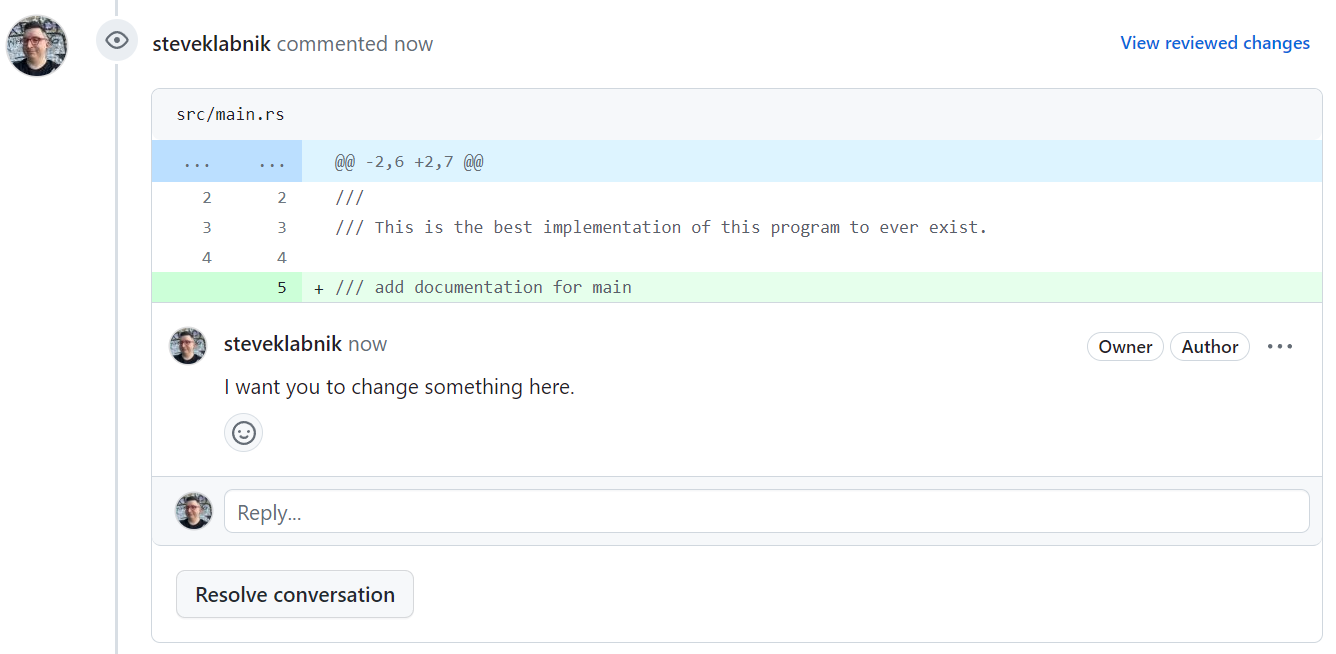 steveklabnik commented now View reviewed changes
src/main.rs
... ... @@ -2,6 +2,7 @@
2 2 ///
3 3 /// This is the best implementation of this program to ever exist.
4 4
5 + /// add documentation for main
steveklabnik now Owner Author ...
I want you to change something here.
Reply...
Resolve conversation